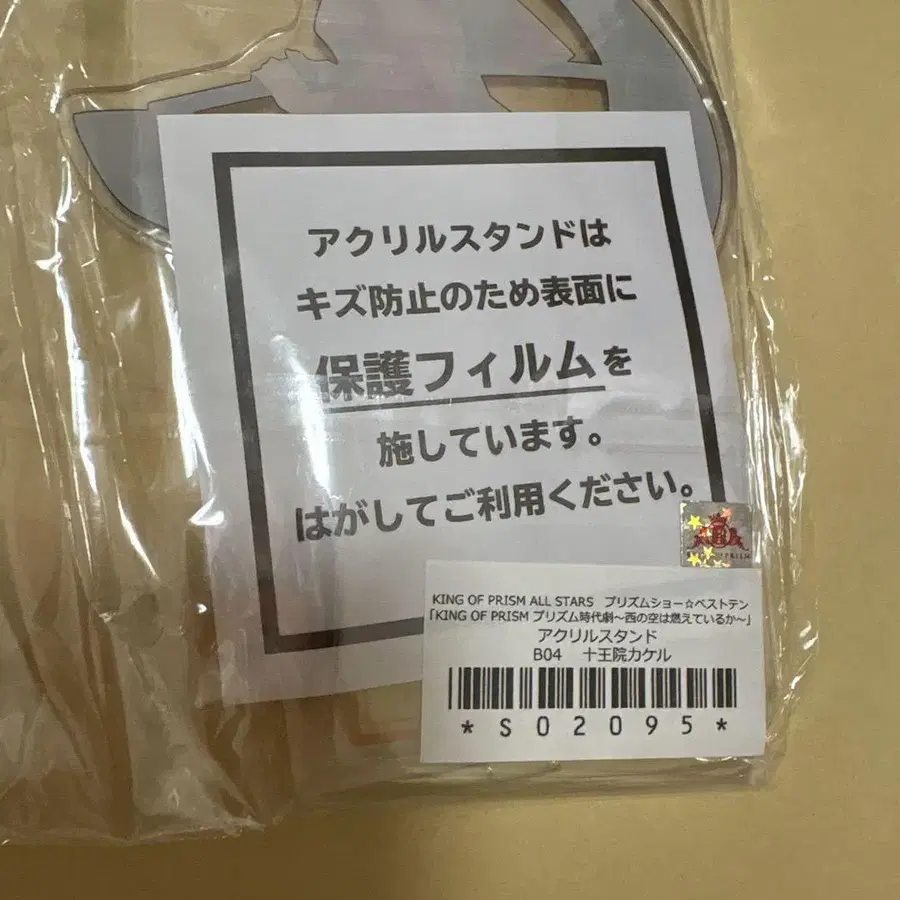 アクリルスタンドは
キズ防止のため表面に
保護フィルムを
施しています。
はがしてご利用ください。
KING OF PRISM ALL STARS プリズムショー☆ベストテン
「KING OF PRISM プリズム時代劇～西の空は燃えているか～」
アクリルスタンド
B04 十王院カケル
*S02095*